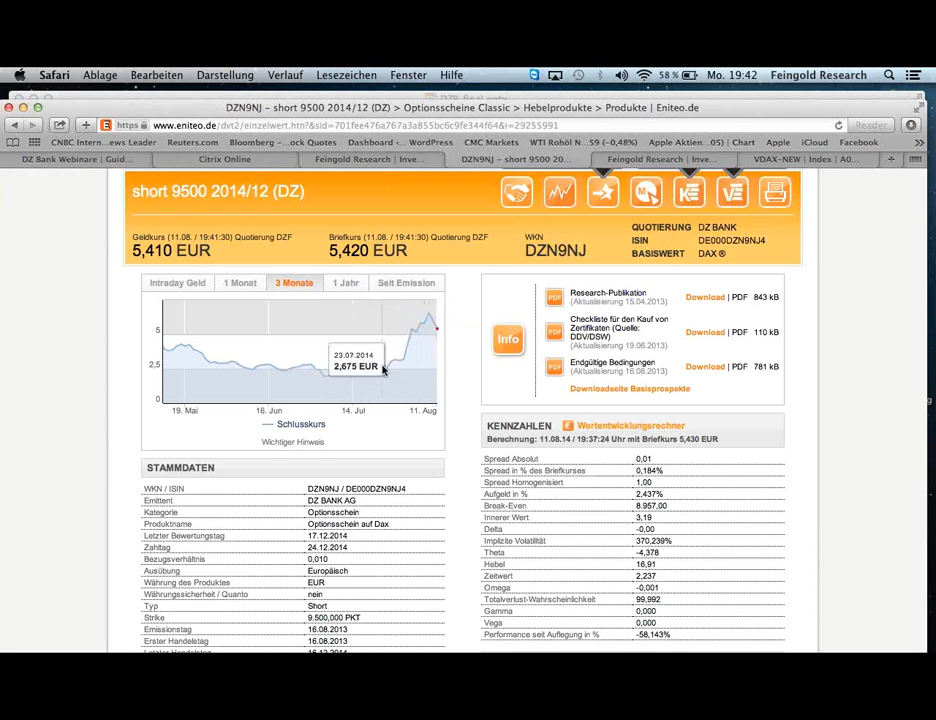 Safari Ablage Bearbeiten Darstellung Verlauf Lesezeichen Fenster Hilfe 58 % Mo. 19:42 Feingold Research
DZN9NJ – short 9500 2014/12 (DZ) > Optionsscheine Classic > Hebelprodukte > Produkte | Eniteo.de
https www.eniteo.de/dvt2/einzelwert.htn?&sid=701fee476a767a3a855bc6c9fe344f64&i=29255991 Reader
CNBC Intern...ews Leader Reuters.com Bloomberg –...ock Quotes Dashboard ‹... WordPress CMC Markets WTI Rohöl N...59 (-0,48%) Apple Aktien...05) | Chart Apple iCloud Facebook
DZ Bank Webinare | Guid... Citrix Online Feingold Research | Inve... DZN9NJ – short 9500 20... Feingold Research | Inve... VDAX-NEW | Index | A0...
short 9500 2014/12 (DZ)
Geldkurs (11.08. / 19:41:30) Quotierung DZF
5,410 EUR
Briefkurs (11.08. / 19:41:30) Quotierung DZF
5,420 EUR
WKN
DZN9NJ
QUOTIERUNG DZ BANK
ISIN DE000DZN9NJ4
BASISWERT DAX ®
Intraday Geld 1 Monat 3 Monate 1 Jahr Seit Emission
5
2,5
0
23.07.2014
2,675 EUR
19. Mai 16. Jun 14. Jul 11. Aug
Schlusskurs
Wichtiger Hinweis
Info
PDF Research-Publikation
(Aktualisierung 15.04.2013)
Download | PDF 843 kB
PDF Checkliste für den Kauf von
Zertifikaten (Quelle:
DDV/DSW)
(Aktualisierung 19.06.2013)
Download | PDF 110 kB
PDF Endgültige Bedingungen
(Aktualisierung 16.08.2013)
Download | PDF 781 kB
Downloadseite Basisprospekte
STAMMDATEN
WKN / ISIN DZN9NJ / DE000DZN9NJ4
Emittent DZ BANK AG
Kategorie Optionsschein
Produktname Optionsschein auf Dax
Letzter Bewertungstag 17.12.2014
Zahltag 24.12.2014
Bezugsverhältnis 0,010
Ausübung Europäisch
Währung des Produktes EUR
Währungssicherheit / Quanto nein
Typ Short
Strike 9.500,000 PKT
Emissionstag 16.08.2013
Erster Handelstag 16.08.2013
KENNZAHLEN Wertentwicklungsrechner
Berechnung: 11.08.14 / 19:37:24 Uhr mit Briefkurs 5,430 EUR
Spread Absolut 0,01
Spread in % des Briefkurses 0,184%
Spread Homogenisiert 1,00
Aufgeld in % 2,437%
Break-Even 8.957,00
Innerer Wert 3,19
Delta -0,00
Implizite Volatilität 370,239%
Theta -4,378
Hebel 16,91
Zeitwert 2,237
Omega -0,001
Totalverlust-Wahrscheinlichkeit 99,992
Gamma 0,000
Vega 0,000
Performance seit Auflegung in % -58,143%